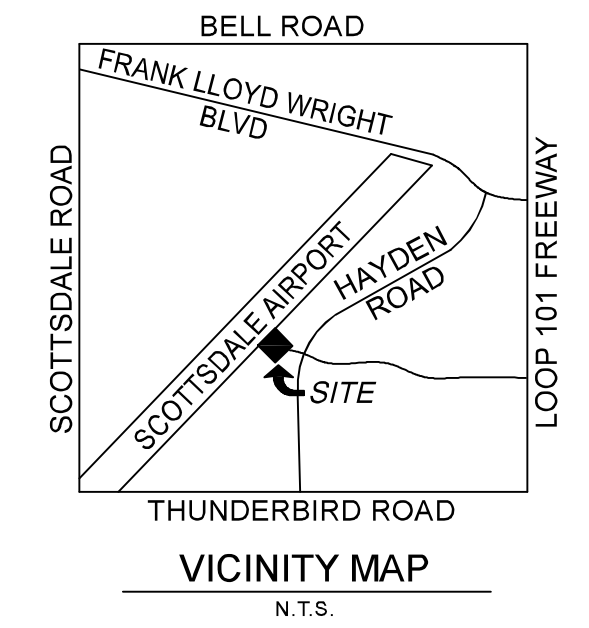 BELL ROAD
FRANK LLOYD WRIGHT
BLVD
SCOTTSDALE ROAD
LOOP 101 FREEWAY
SCOTTSDALE AIRPORT
HAYDEN
ROAD
SITE
THUNDERBIRD ROAD
VICINITY MAP
N.T.S.